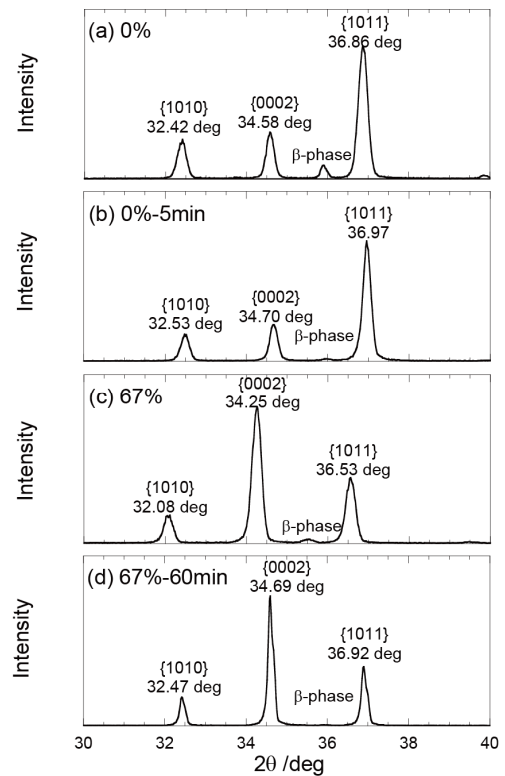 (a) 0%
{1011}
36.86 deg
{1010}
32.42 deg
{0002}
34.58 deg
β-phase
Intensity
(b) 0%-5min
{1011}
36.97
{1010}
32.53 deg
{0002}
34.70 deg
β-phase
Intensity
(c) 67%
{0002}
34.25 deg
{1011}
36.53 deg
{1010}
32.08 deg
β-phase
Intensity
(d) 67%-60min
{0002}
34.69 deg
{1011}
36.92 deg
{1010}
32.47 deg
β-phase
Intensity
30 32 34 36 38 40
2θ /deg